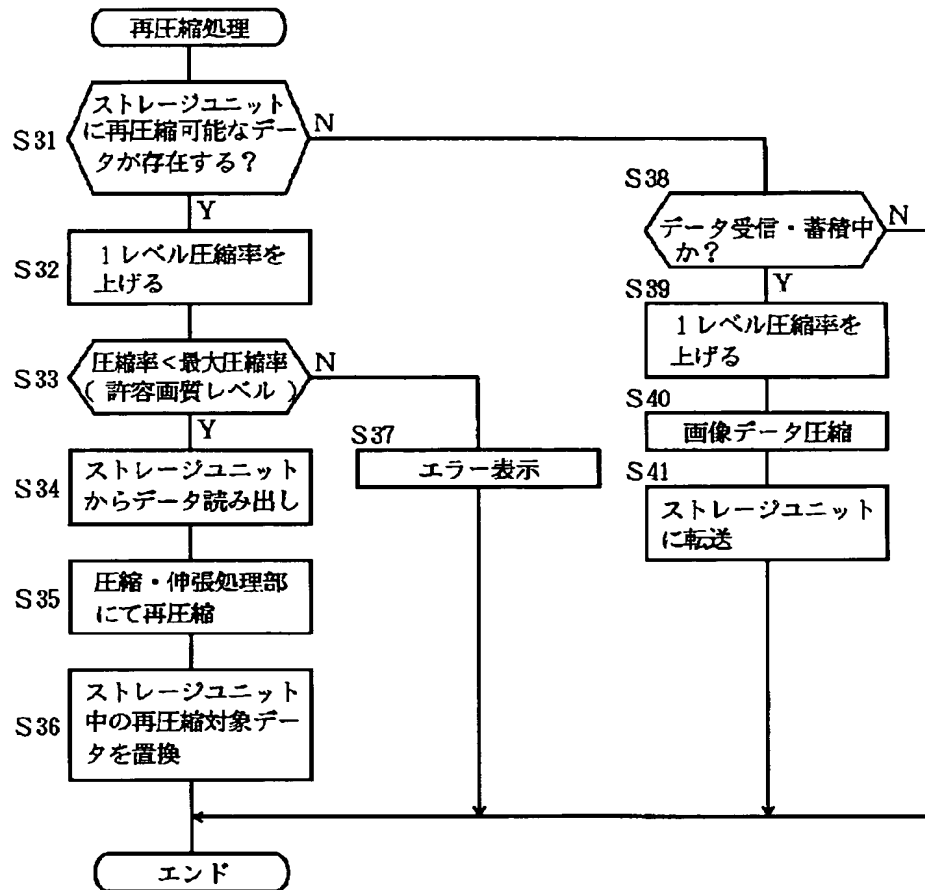 再圧縮処理
S31
ストレージユニット
に再圧縮可能なデー
タが存在する？
N
Y
S32
1レベル圧縮率を
上げる
S33
圧縮率＜最大圧縮率
(許容画質レベル)
N
Y
S34
ストレージユニット
からデータ読み出し
S35
圧縮・伸張処理部
にて再圧縮
S36
ストレージユニット
中の再圧縮対象デー
タを置換
S37
エラー表示
S38
データ受信・蓄積中
か？
N
Y
S39
1レベル圧縮率を
上げる
S40
画像データ圧縮
S41
ストレージユニット
に転送
エンド